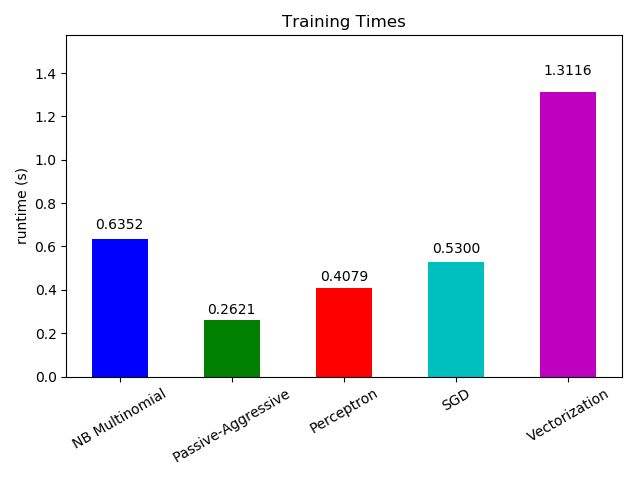 Training Times
runtime (s)
1.4
1.2
1.0
0.8
0.6
0.4
0.2
0.0
0.6352
0.2621
0.4079
0.5300
1.3116
NB Multinomial
Passive-Aggressive
Perceptron
SGD
Vectorization